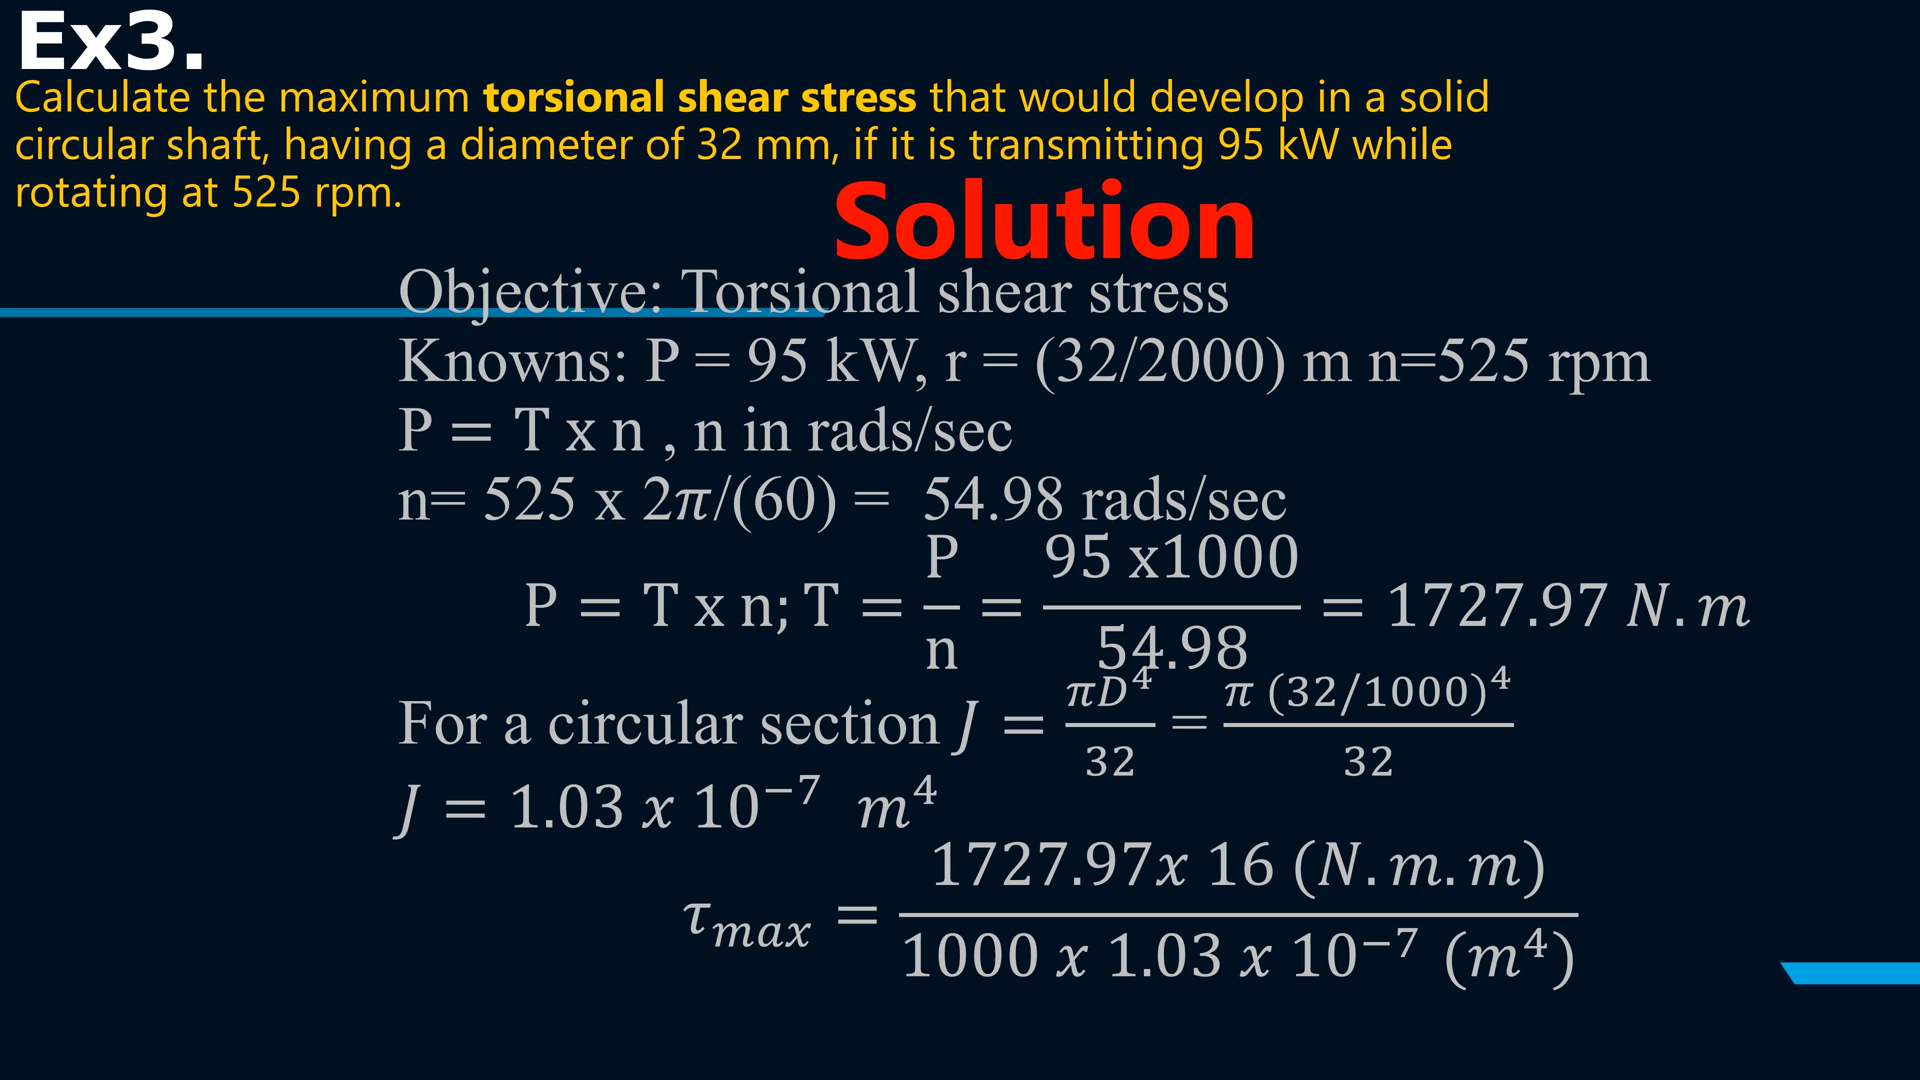 Ex3.
Calculate the maximum torsional shear stress that would develop in a solid
circular shaft, having a diameter of 32 mm, if it is transmitting 95 kW while
rotating at 525 rpm.
Solution
Objective: Torsional shear stress
Knowns: P = 95 kW, r = (32/2000) m n=525 rpm
P = T x n , n in rads/sec
n= 525 x 2𝜋/(60) = 54.98 rads/sec
P = T x n; T = P/n = 95 x1000/54.98 = 1727.97 N.m
For a circular section J = 𝜋D⁴/32 = 𝜋 (32/1000)⁴/32
J = 1.03 x 10⁻⁷ m⁴
τ_max = 1727.97x 16 (N.m.m)/1000 x 1.03 x 10⁻⁷ (m⁴)